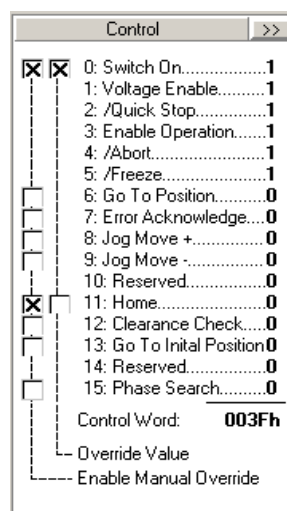 Control >>
0: Switch On.................1
1: Voltage Enable..........1
2: /Quick Stop...............1
3: Enable Operation.......1
4: /Abort........................1
5: /Freeze......................1
6: Go To Position...........0
7: Error Acknowledge....0
8: Jog Move +...............0
9: Jog Move -................0
10: Reserved.................0
11: Home.......................0
12: Clearance Check.....0
13: Go To Inital Position0
14: Reserved.................0
15: Phase Search.........0
Control Word: 003Fh
Override Value
Enable Manual Override